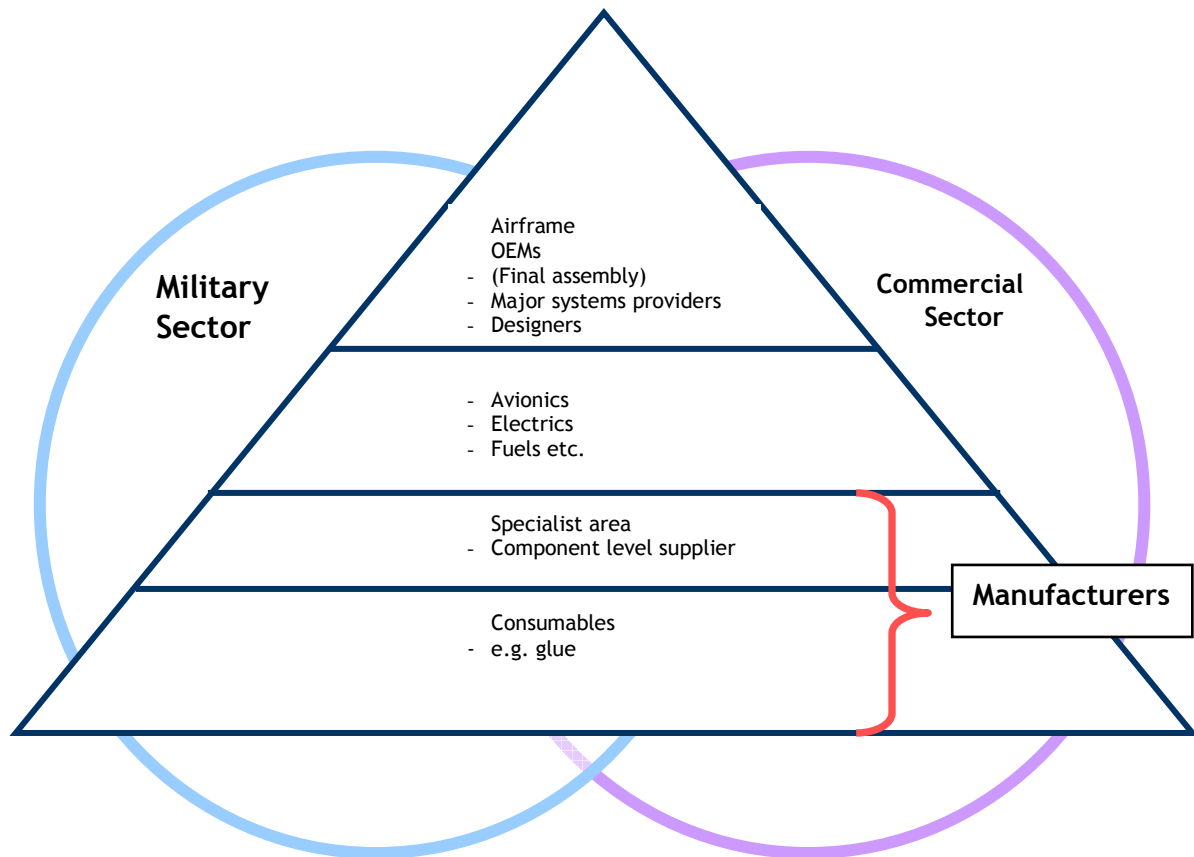 Airframe
OEMs
- (Final assembly)
- Major systems providers
- Designers
Military
Sector
Commercial
Sector
- Avionics
- Electrics
- Fuels etc.
Specialist area
- Component level supplier
Manufacturers
Consumables
- e.g. glue